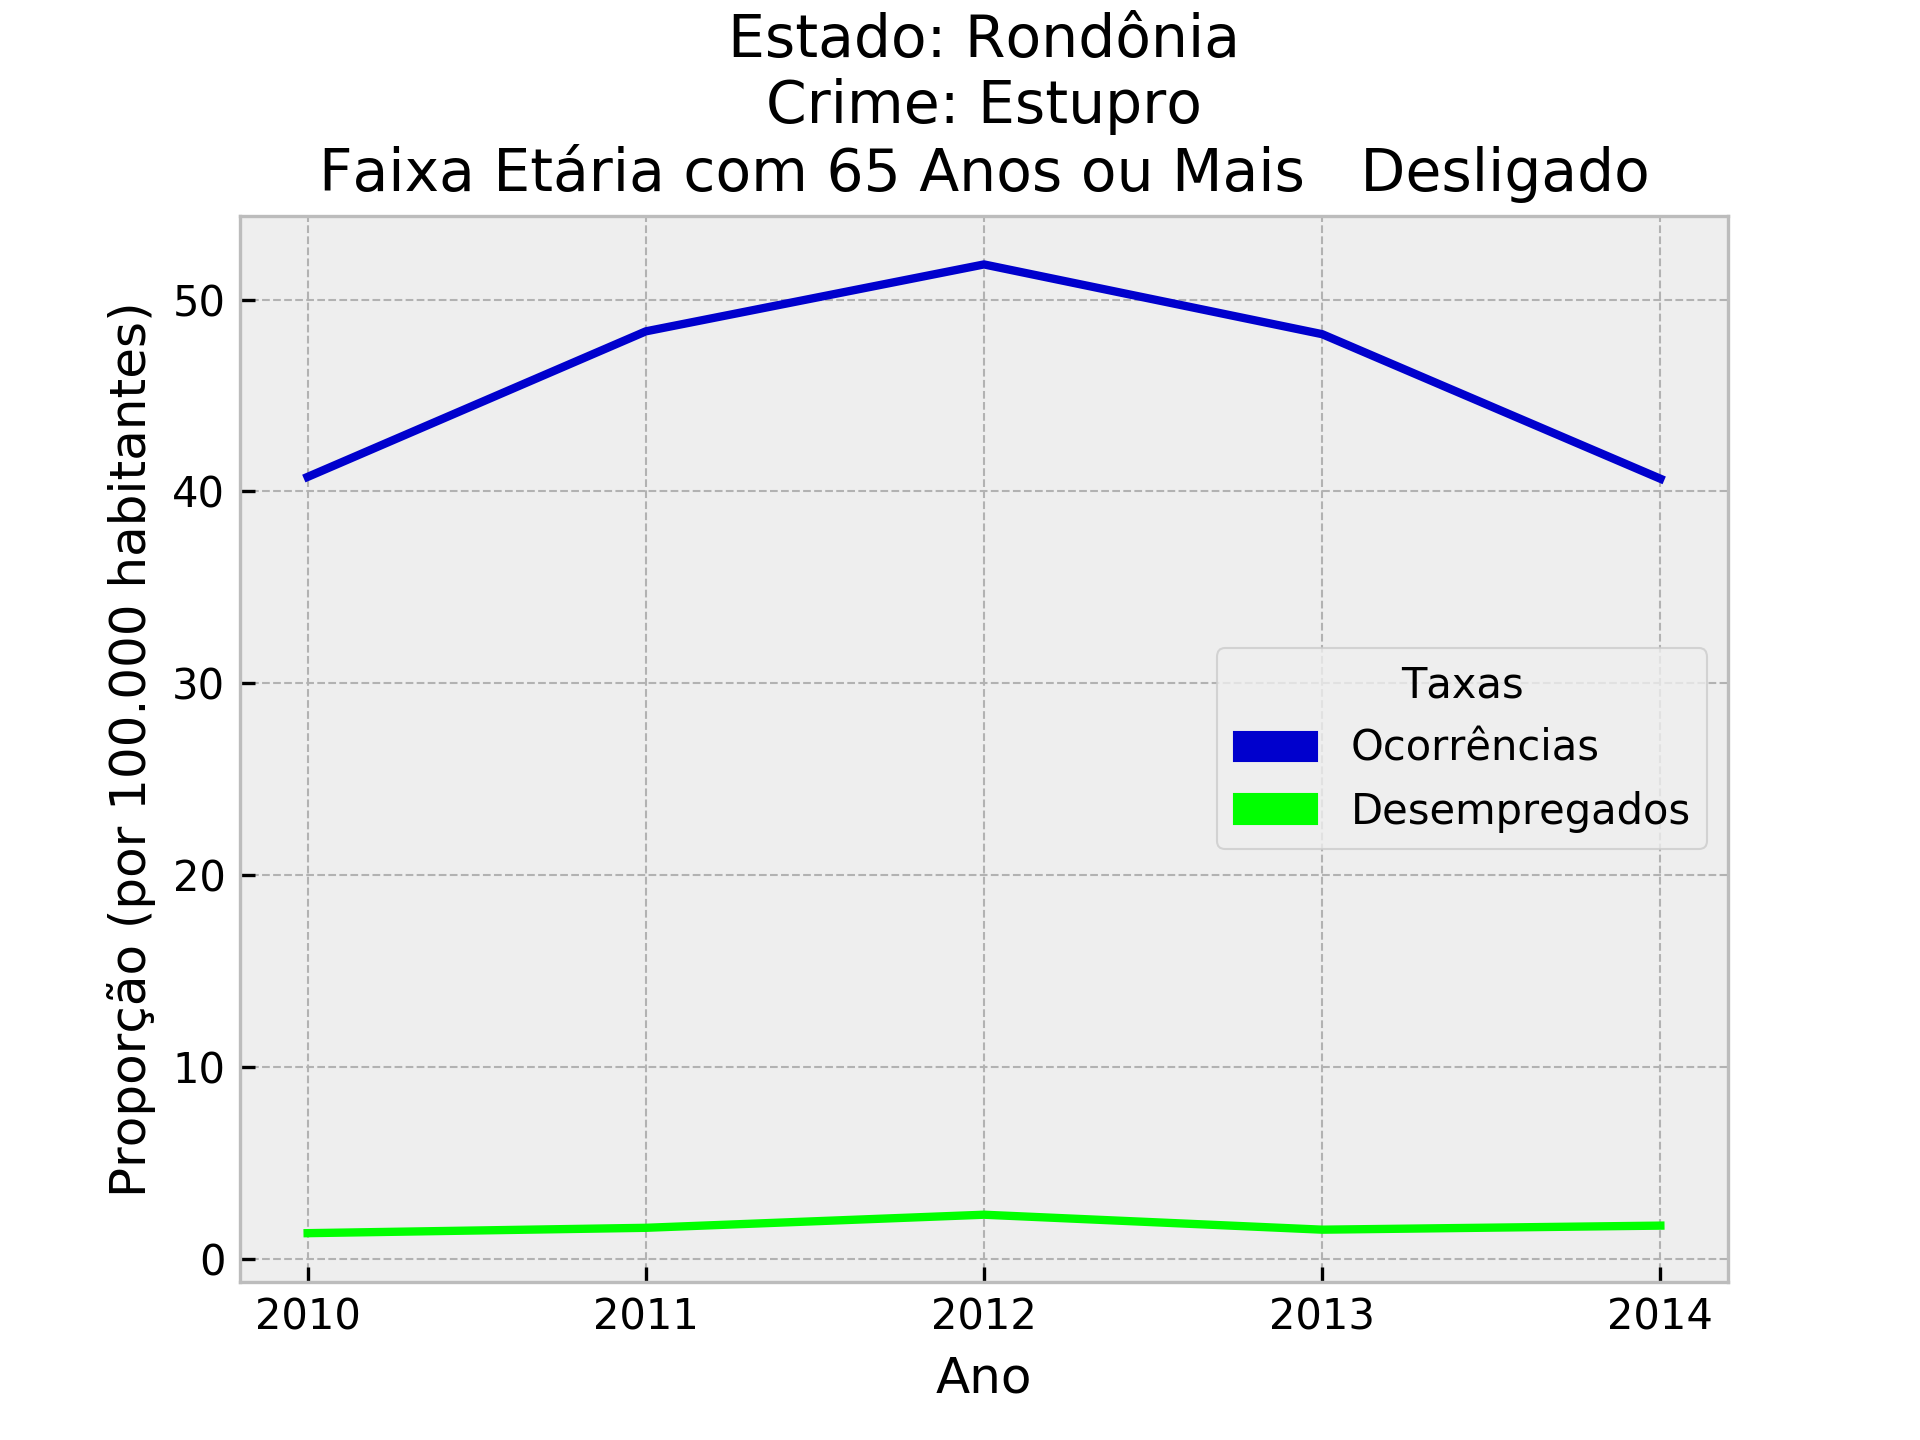 Estado: Rondônia
Crime: Estupro
Faixa Etária com 65 Anos ou Mais   Desligado
Proporção (por 100.000 habitantes)
50
40
30
20
10
0
Taxas
Ocorrências
Desempregados
2010 2011 2012 2013 2014
Ano